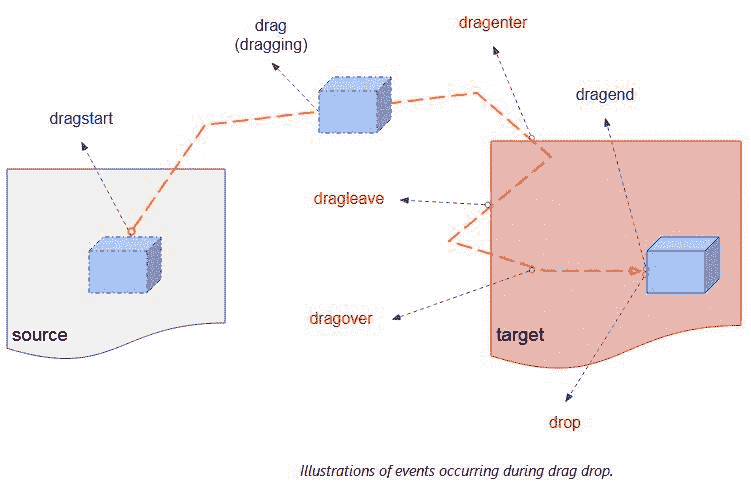 drag
(dragging)
dragenter
dragend
dragstart
dragleave
dragover
source
target
drop
Illustrations of events occurring during drag drop.